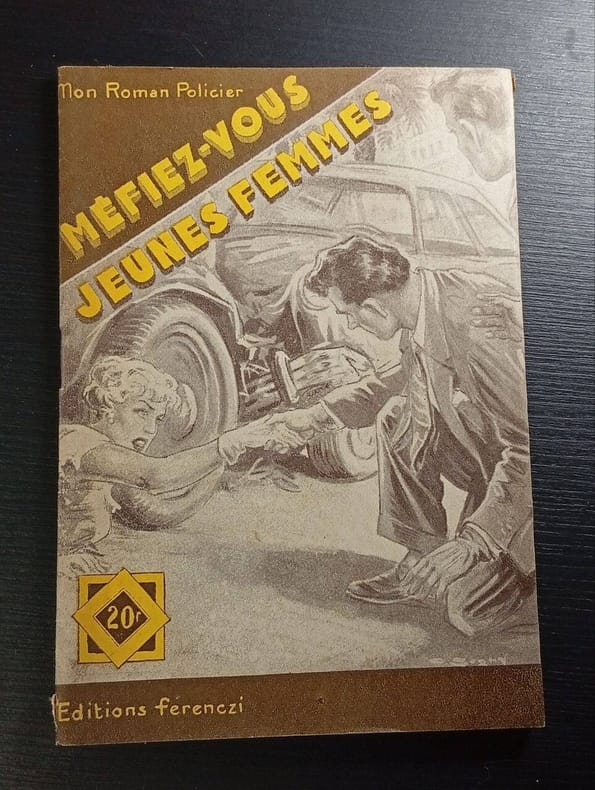 Mon Roman Policier
MÉFIEZ-VOUS
JEUNES FEMMES
20F
Editions ferenczi